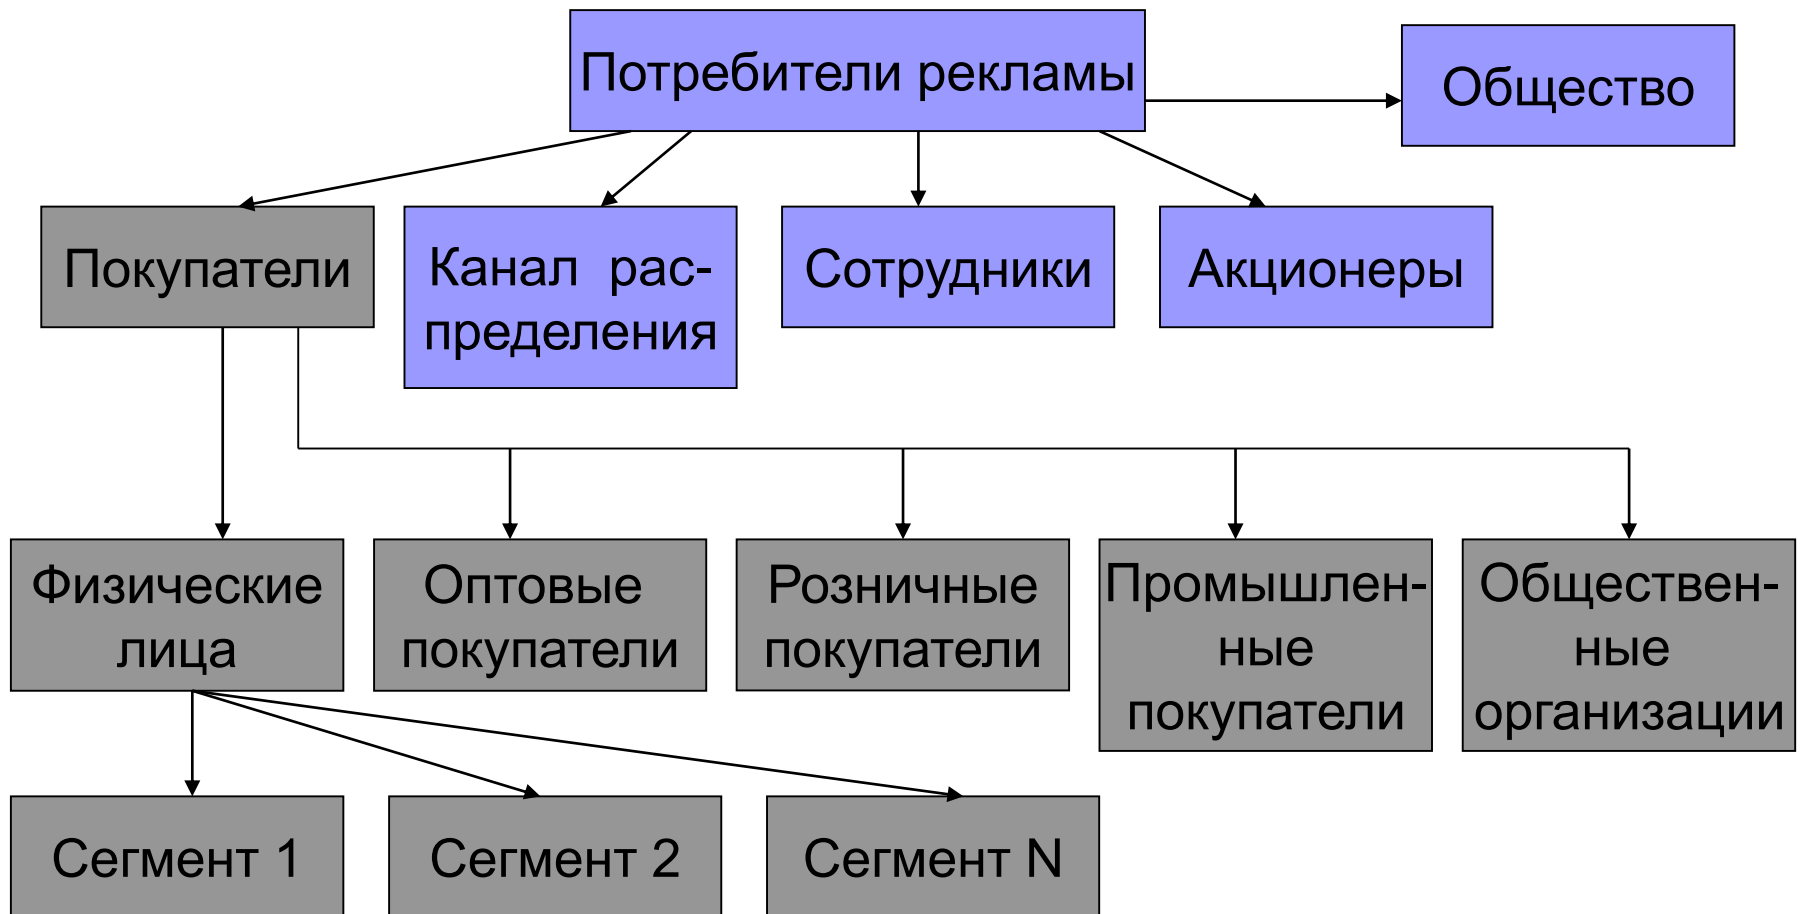 Потребители рекламы
Общество
Покупатели
Канал рас-
пределения
Сотрудники
Акционеры
Физические
лица
Оптовые
покупатели
Розничные
покупатели
Промышлен-
ные
покупатели
Обществен-
ные
организации
Сегмент 1
Сегмент 2
Сегмент N